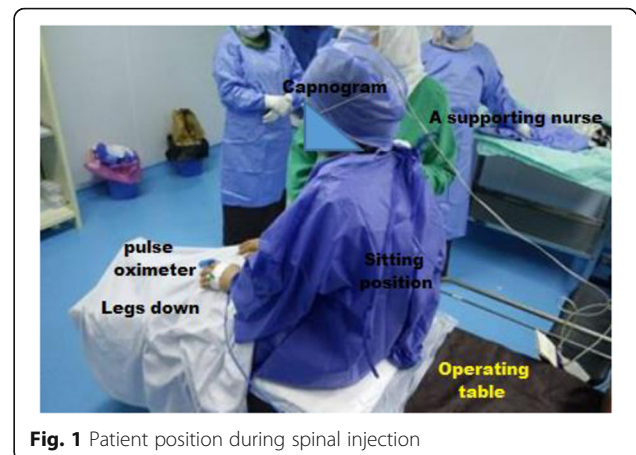 Capnogram
A supporting nurse
pulse
oximeter
Sitting
position
Legs down
Operating
table
Fig. 1 Patient position during spinal injection